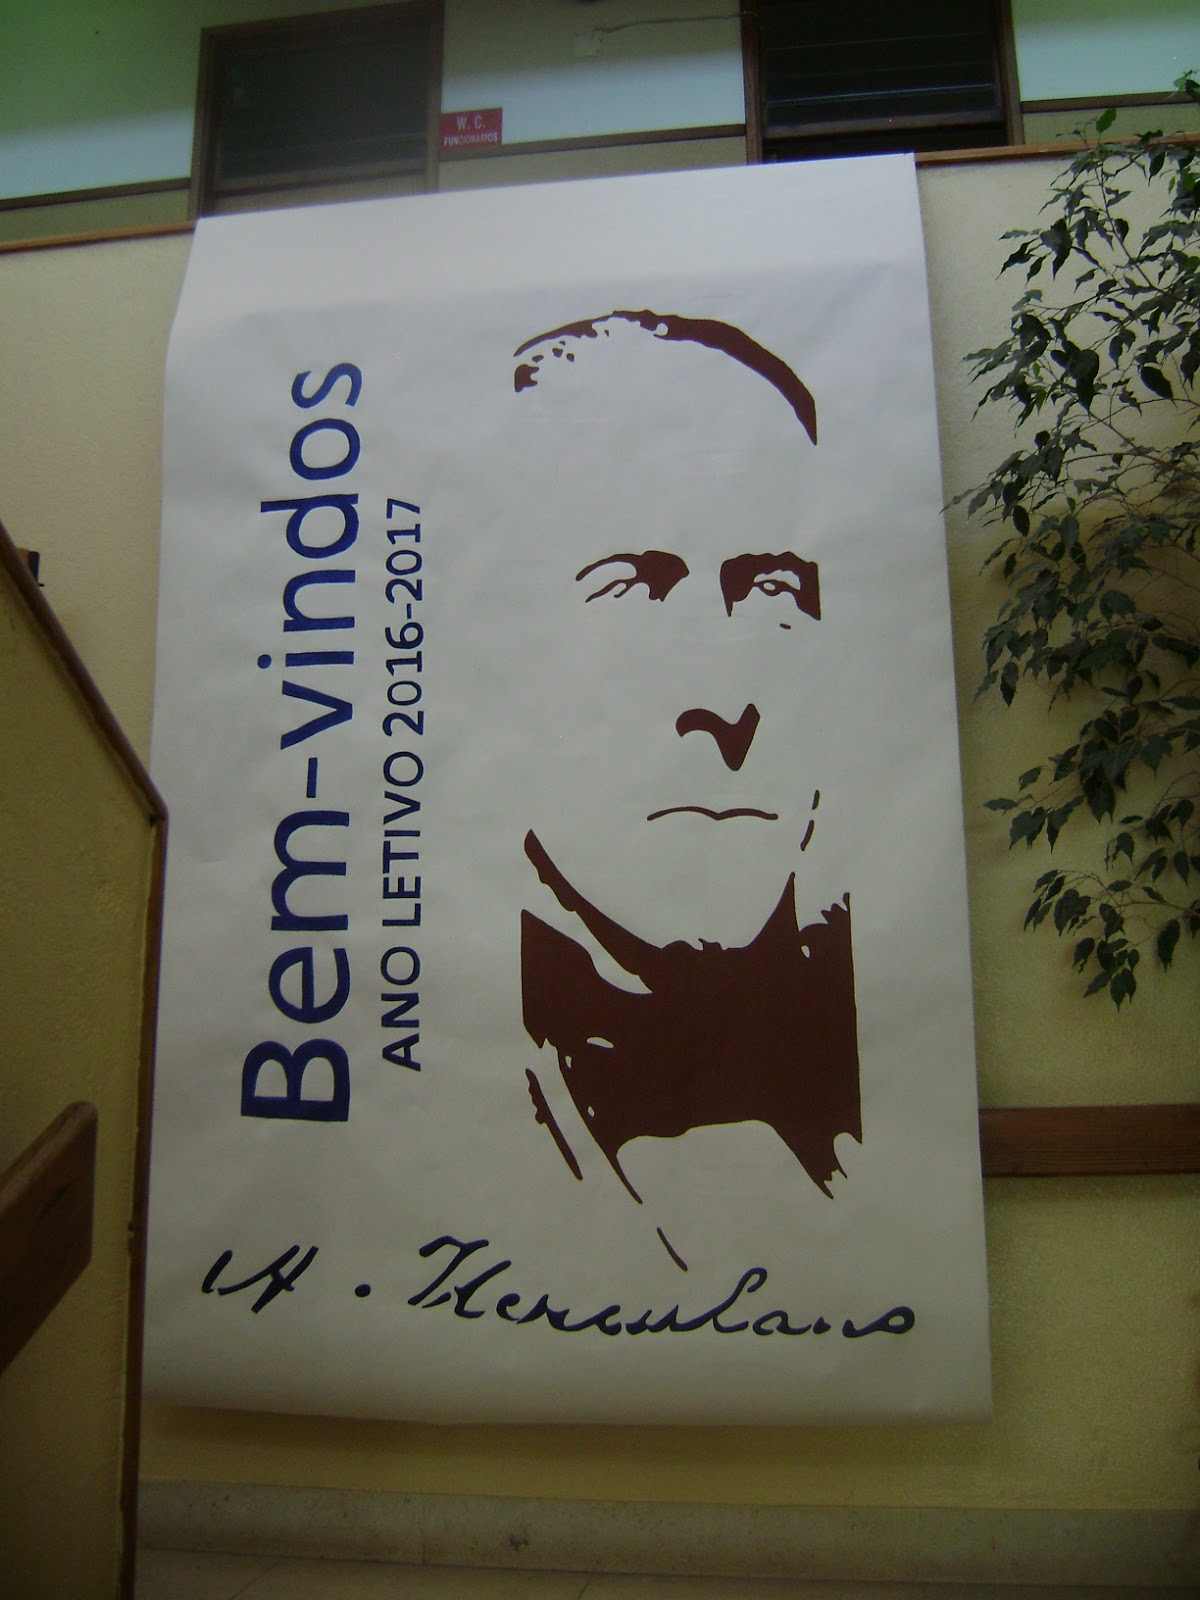 W. C.
FUNCIONÁRIOS
Bem-vindos
ANO LETIVO 2016-2017
A. Herculano